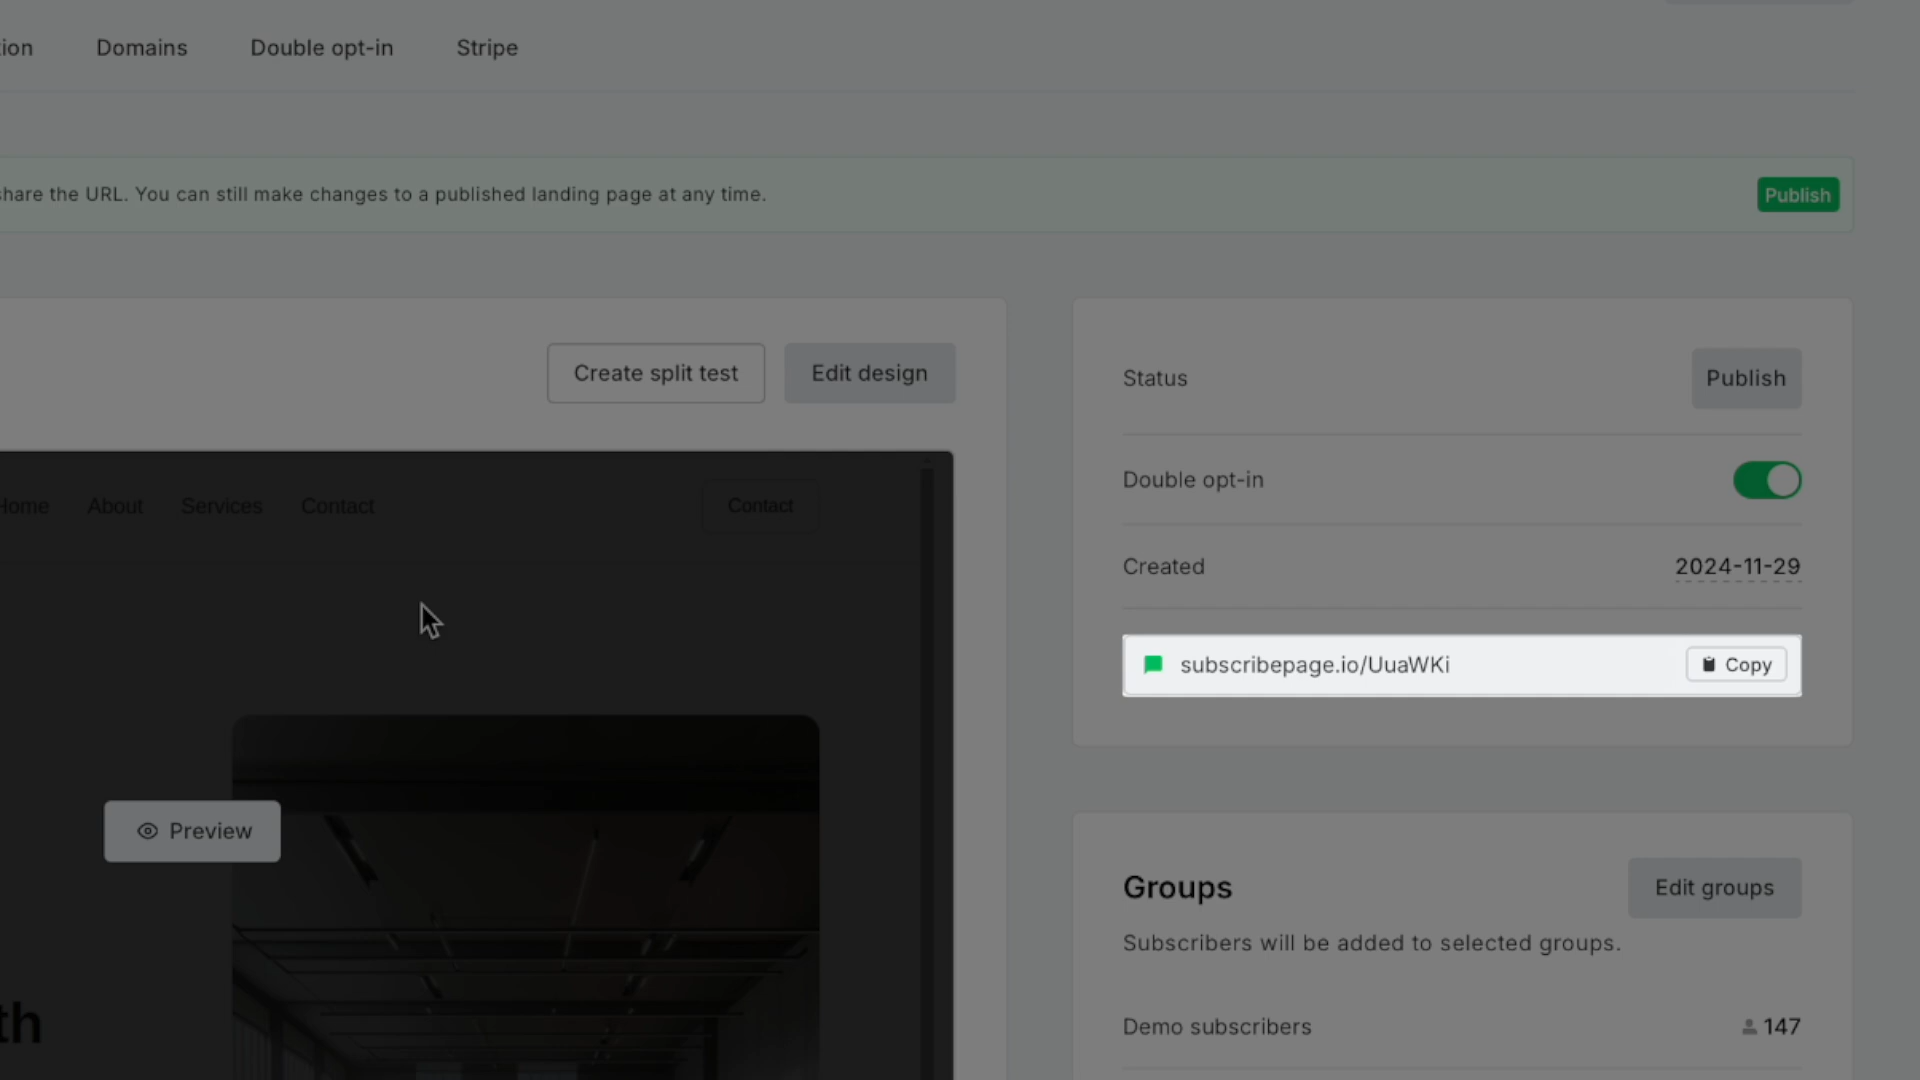 Domains
Double opt-in
Stripe
share the URL. You can still make changes to a published landing page at any time.
Publish
Create split test
Edit design
Status
Publish
Double opt-in
Home
About
Services
Contact
Contact
Created
2024-11-29
subscribepage.io/UuaWKi
Copy
Preview
Groups
Edit groups
Subscribers will be added to selected groups.
Demo subscribers
147